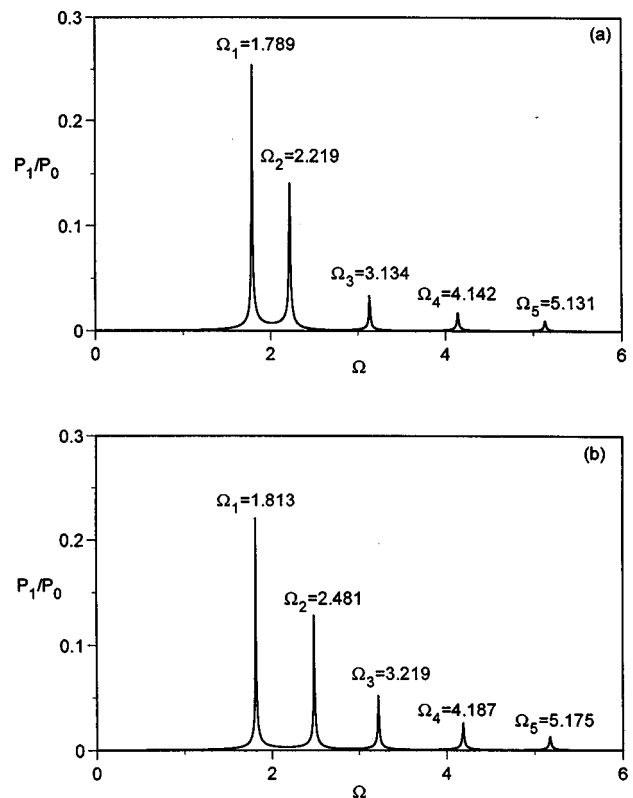 0.3
(a)
Ω1=1.789
0.2
P1/P0
Ω2=2.219
0.1
Ω3=3.134
Ω4=4.142
Ω5=5.131
0
0 2 4 6
Ω
0.3
(b)
Ω1=1.813
0.2
P1/P0
Ω2=2.481
0.1
Ω3=3.219
Ω4=4.187
Ω5=5.175
0
0 2 4 6
Ω